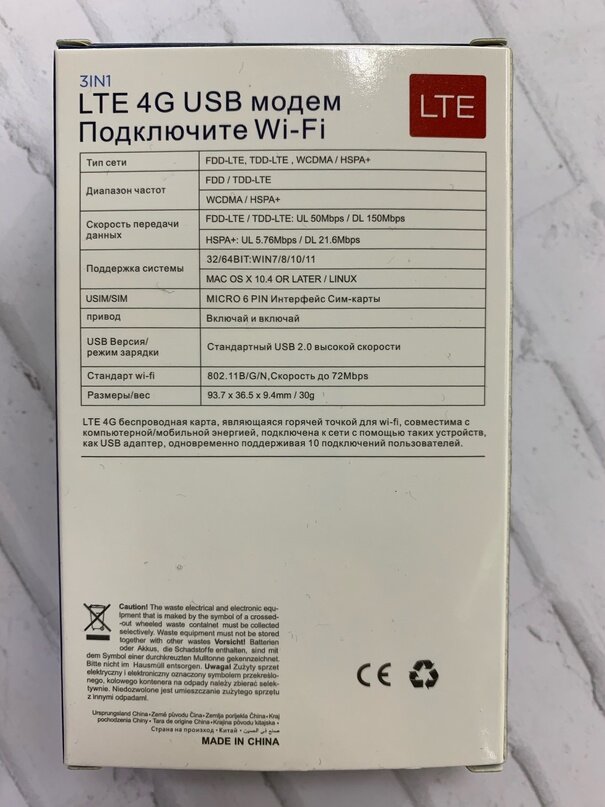 3IN1
LTE 4G USB модем
Подключите Wi-Fi
LTE
Тип сети FDD-LTE, TDD-LTE , WCDMA / HSPA+
Диапазон частот FDD / TDD-LTE
WCDMA / HSPA+
Скорость передачи данных FDD-LTE / TDD-LTE: UL 50Mbps / DL 150Mbps
HSPA+: UL 5.76Mbps / DL 21.6Mbps
Поддержка системы 32/64BIT:WIN7/8/10/11
MAC OS X 10.4 OR LATER / LINUX
USIM/SIM MICRO 6 PIN Интерфейс Сим-карты
привод Включай и включай
USB Версия/
режим зарядки Стандартный USB 2.0 высокой скорости
Стандарт wi-fi 802.11B/G/N,Скорость до 72Mbps
Размеры/вес 93.7 x 36.5 x 9.4mm / 30g
LTE 4G беспроводная карта, являющаяся горячей точкой для wi-fi, совместима с
компьютерной/мобильной энергией, подключена к сети с помощью таких устройств,
как USB адаптер, одновременно поддерживая 10 подключений пользователей.
Caution! The waste electrical and electronic equ-
ipment that is maked by the symbol of a crossed-
-out wheeled waste containet must be collected
selectively. Waste equipment must not be stored
together with other wastes Vorsicht! Batterien
oder Akkus, die Schadstoffe enthalten, sind mit
dem Symbol einer durchkreuzten Mulltonne gekennzeichnet.
Bitte nicht im Hausmüll entsorgen. Uwaga! Zużyty sprzet
elektryczny i elektroniczny oznaczony symbolem przekreślo-
nego, kolowego kontenera na odpady należy zbierać selek-
tywnie. Niedozwolone jest umieszczanie zużytego sprzętu
z innymi odpadami.
Ursprungsland China•Země původu Čina•Zemlja porijekla China•Kraj
pochodzenia Chiny • Tara de origine China•Krajina pôvodu kitajska •
Страна на произход • Китай • صنع في الصين
MADE IN CHINA
CE